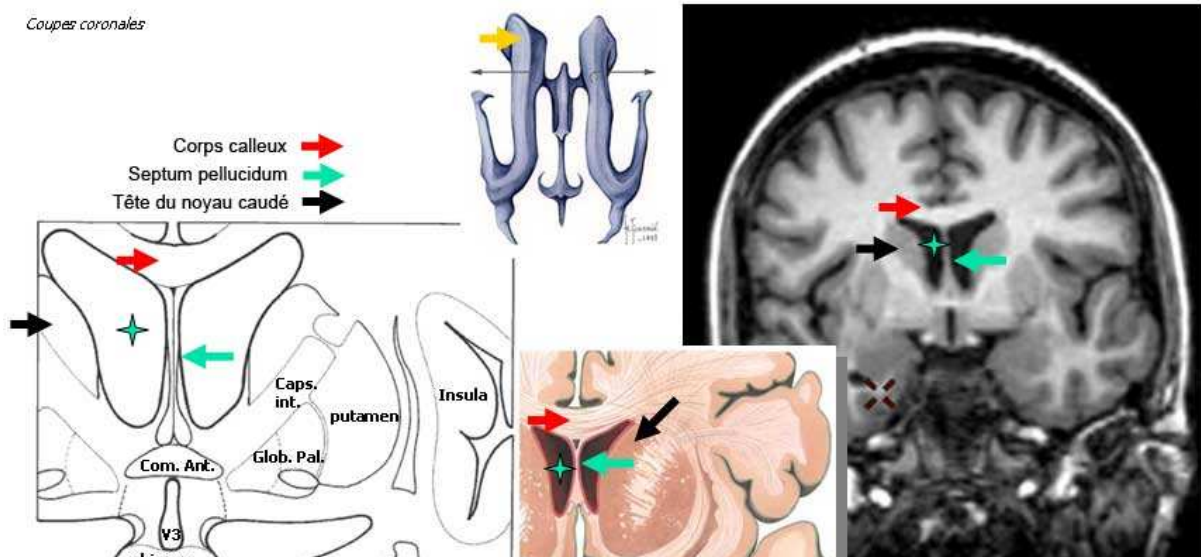 Coupes coronales
Corps calleux
Septum pellucidum
Tête du noyau caudé
Caps.
int.
putamen
Insula
Glob. Pal.
Com. Ant.
V3